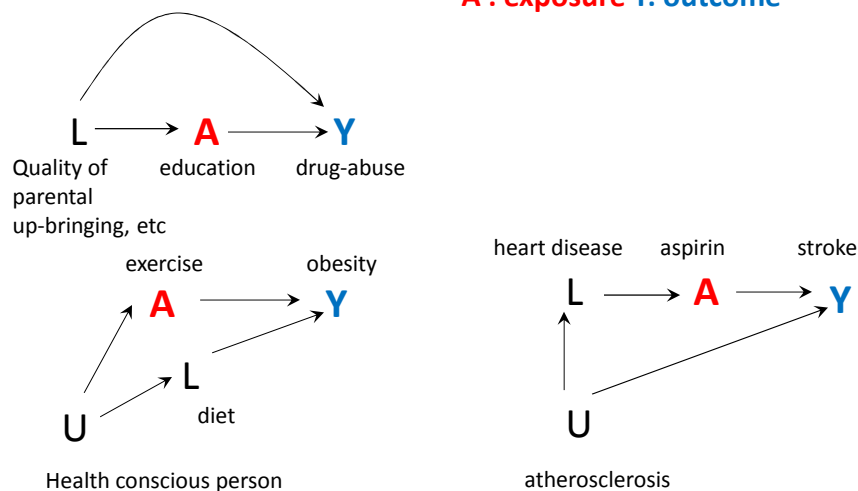 A : exposure Y: outcome
L A Y
Quality of education drug-abuse
parental
up-bringing, etc
exercise obesity
A Y
L
diet
U
Health conscious person
heart disease aspirin stroke
L A Y
U
atherosclerosis